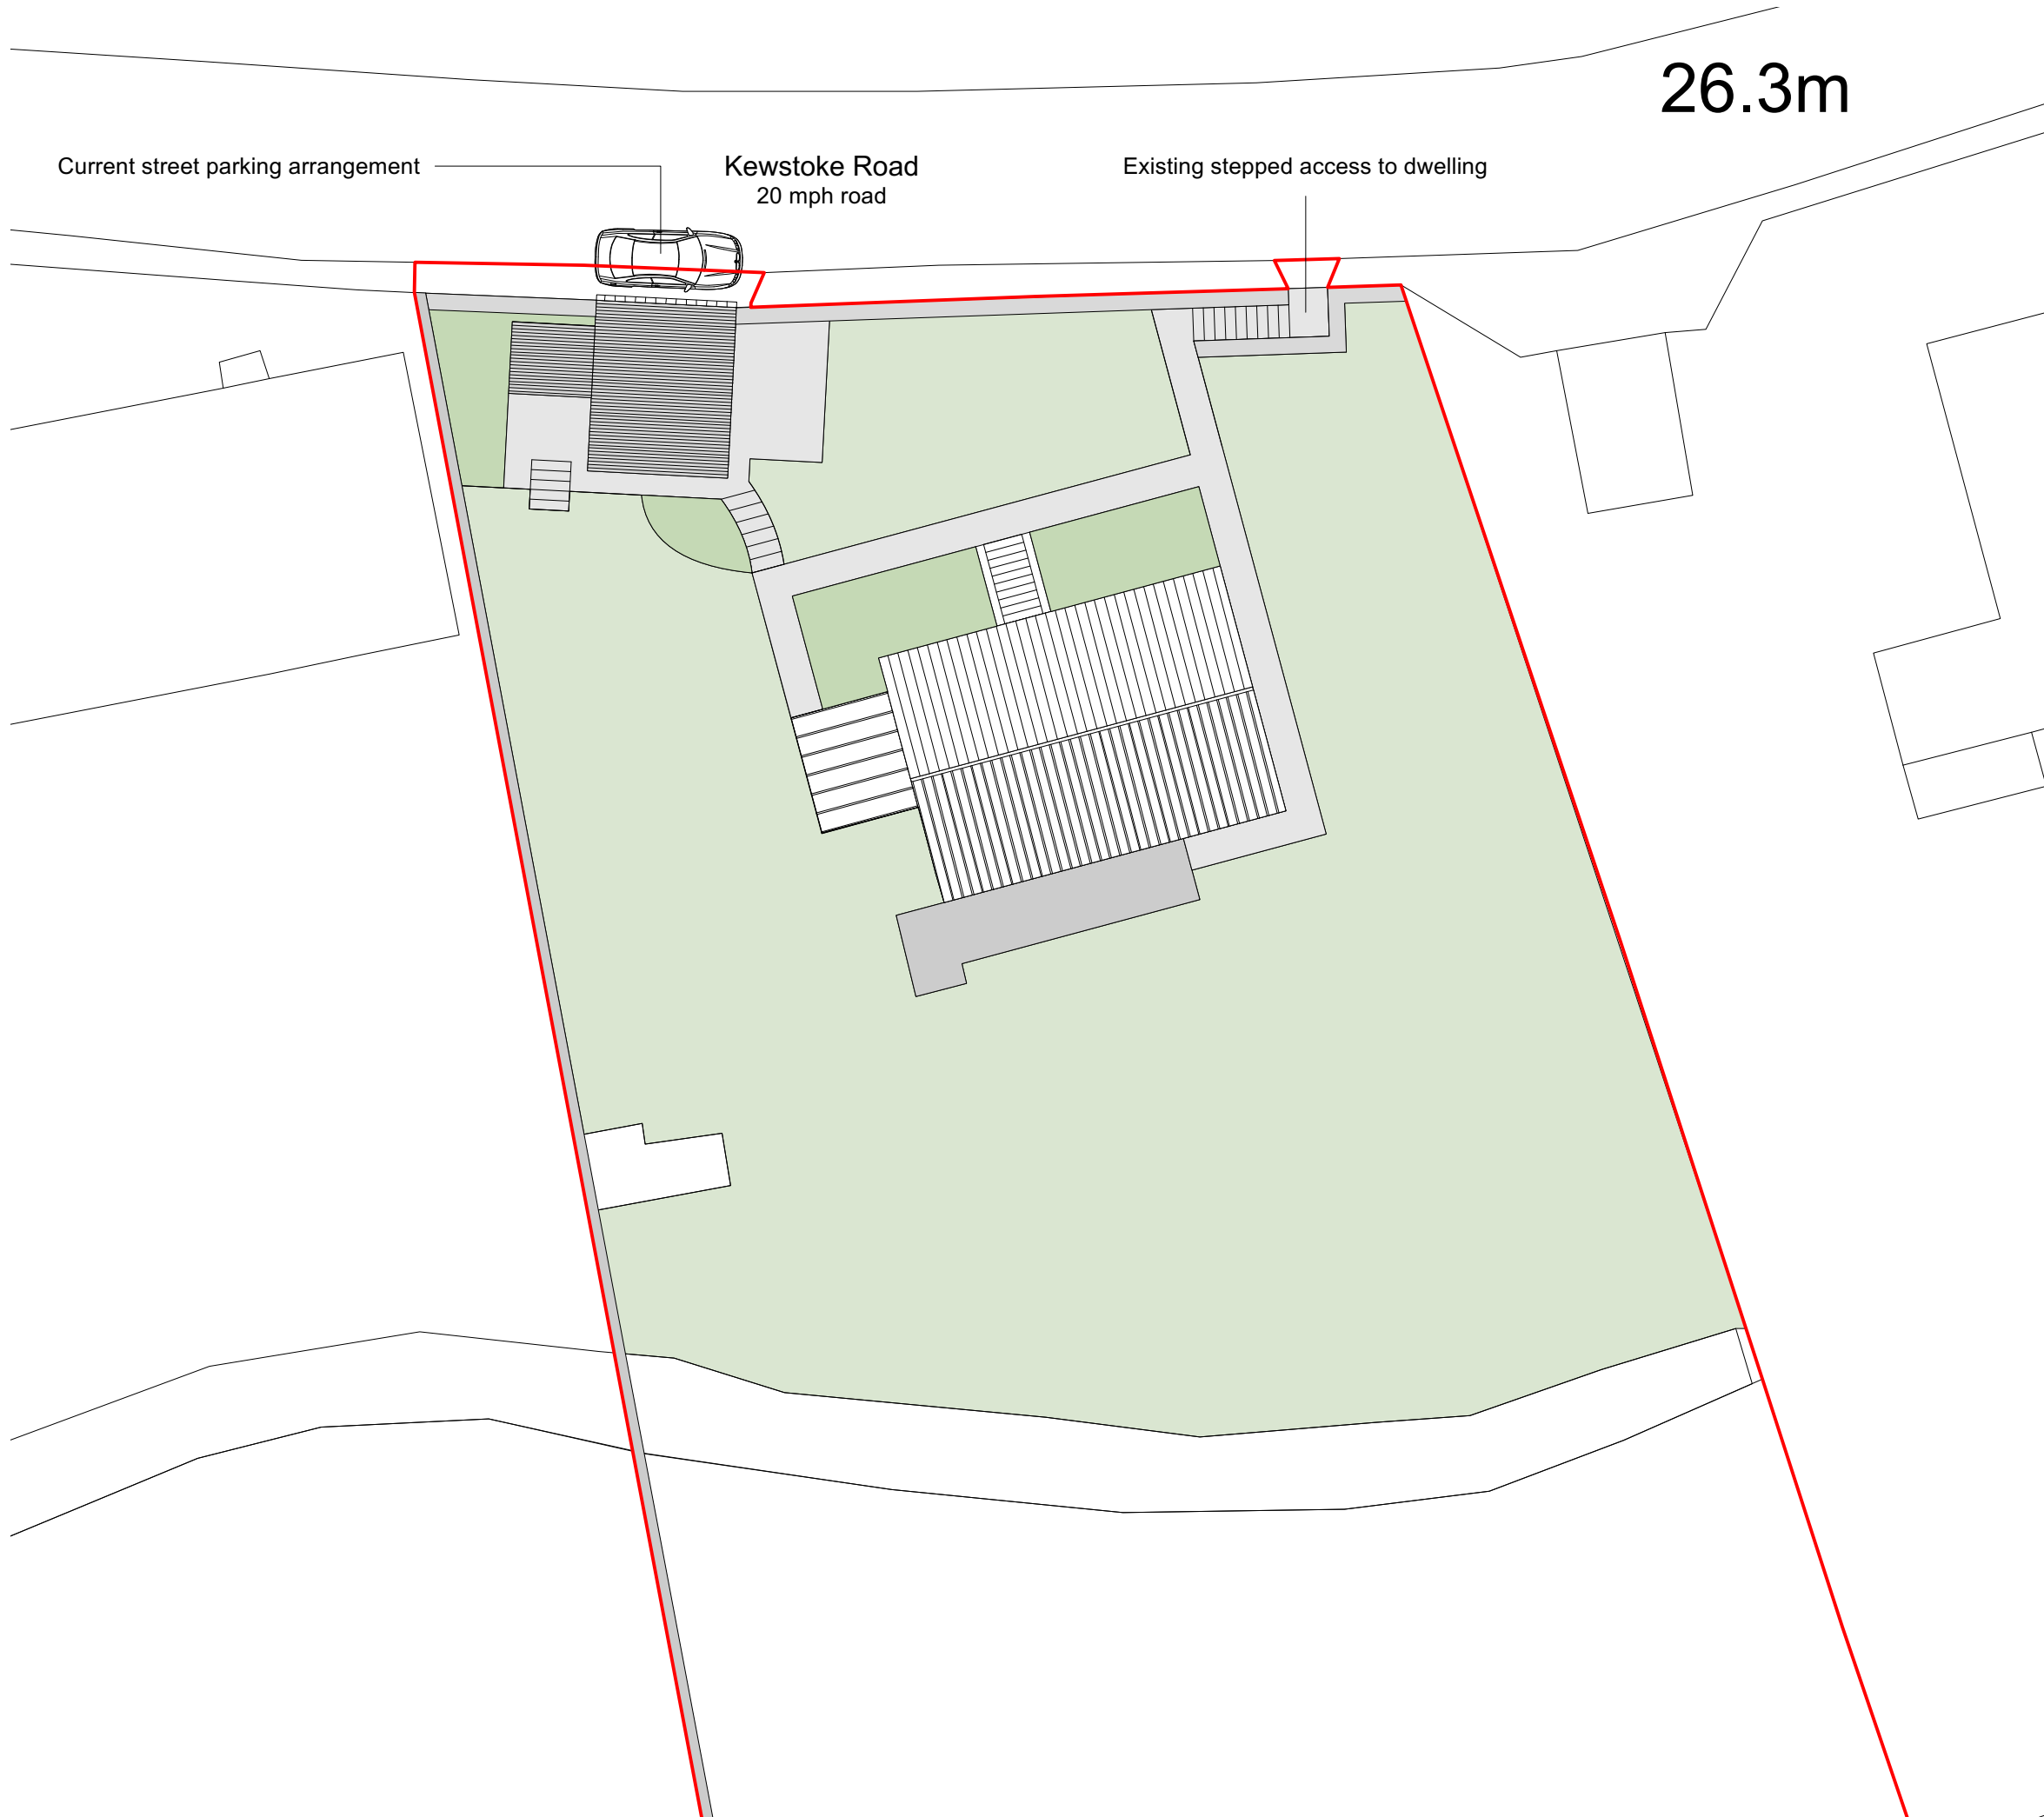 26.3m
Current street parking arrangement
Kewstoke Road
20 mph road
Existing stepped access to dwelling